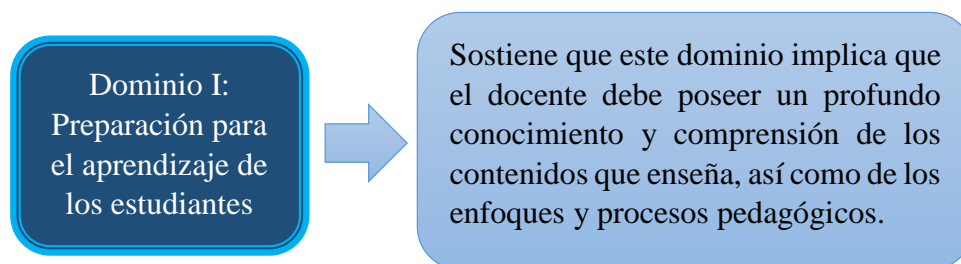 Dominio I:
Preparación para
el aprendizaje de
los estudiantes
Sostiene que este dominio implica que
el docente debe poseer un profundo
conocimiento y comprensión de los
contenidos que enseña, así como de los
enfoques y procesos pedagógicos.